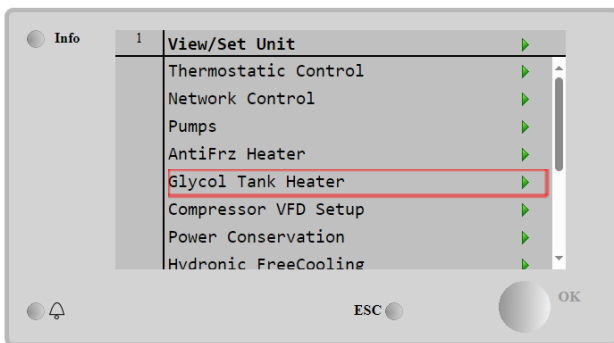 Info
1
View/Set Unit
Thermostatic Control
Network Control
Pumps
AntiFrz Heater
Glycol Tank Heater
Compressor VFD Setup
Power Conservation
Hydronic FreeCooling
ESC
OK